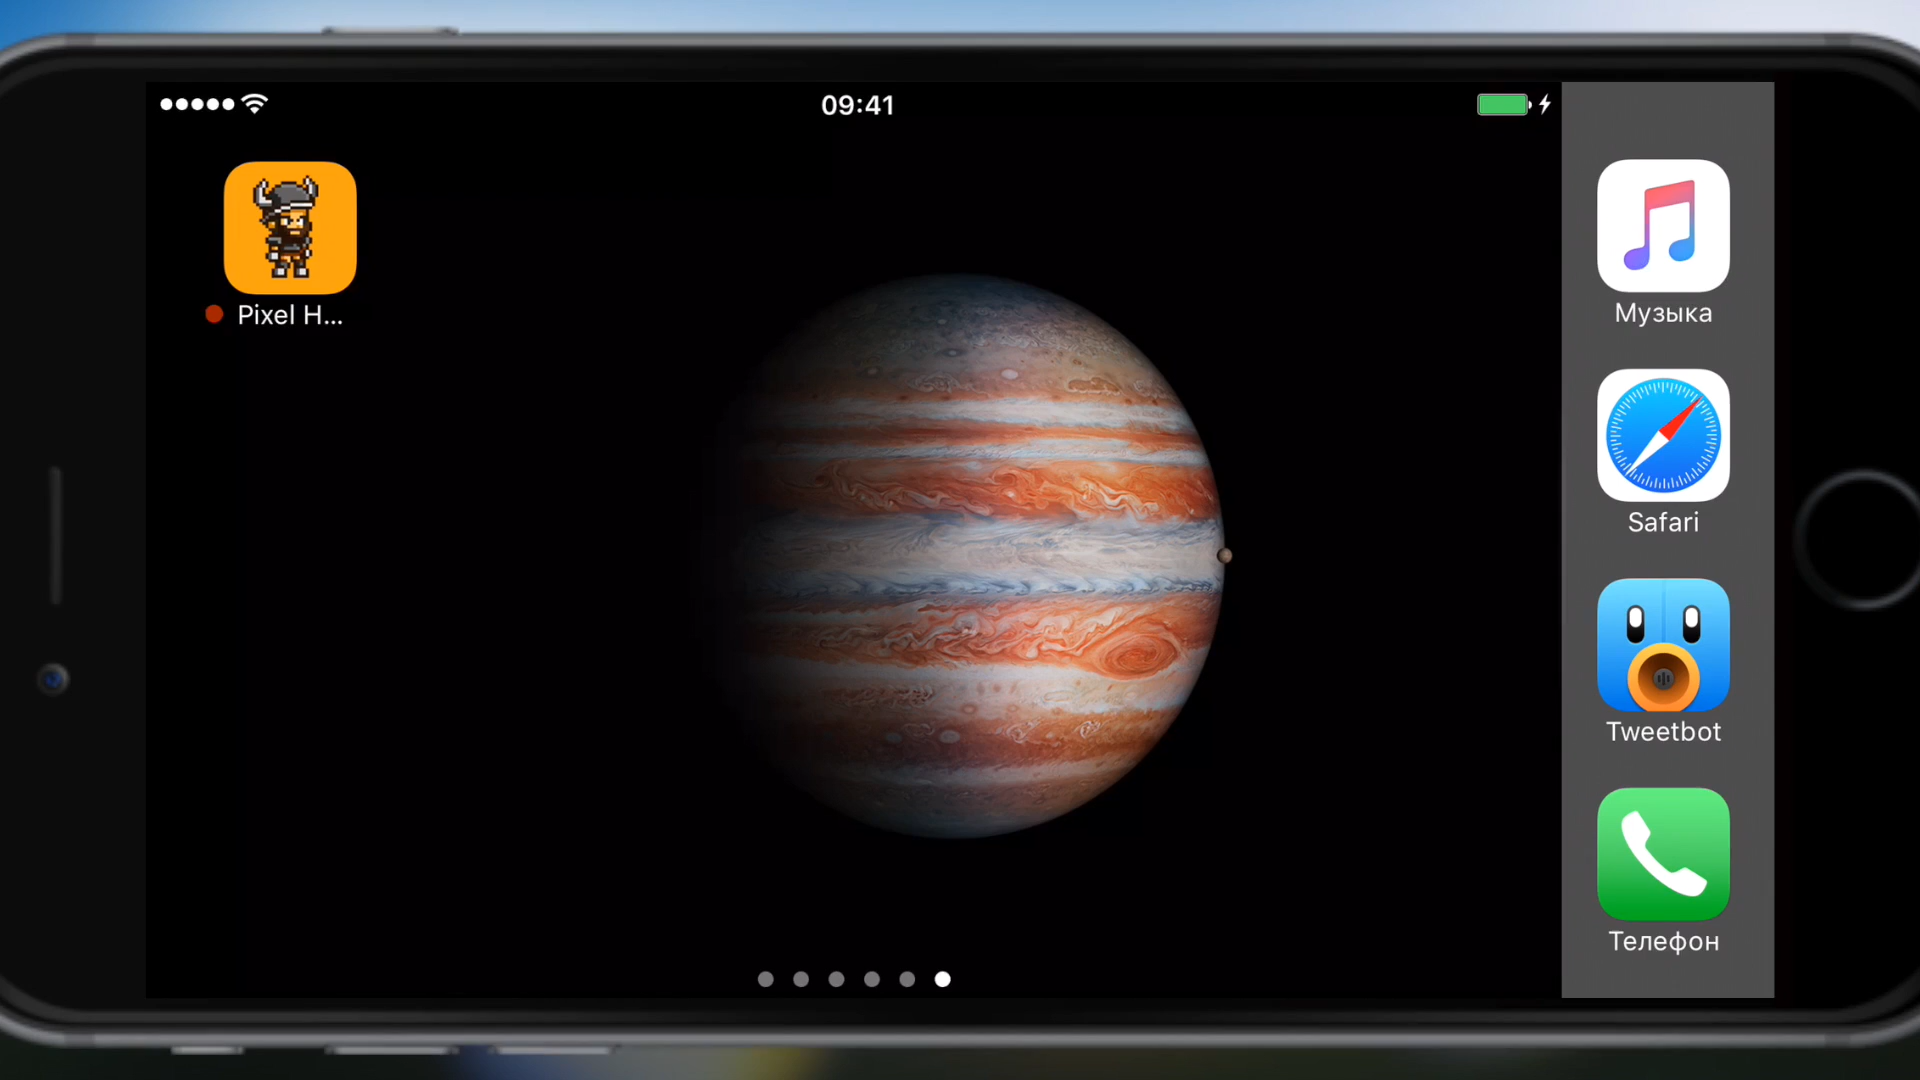 09:41
Pixel H...
Музыка
Safari
Tweetbot
Телефон